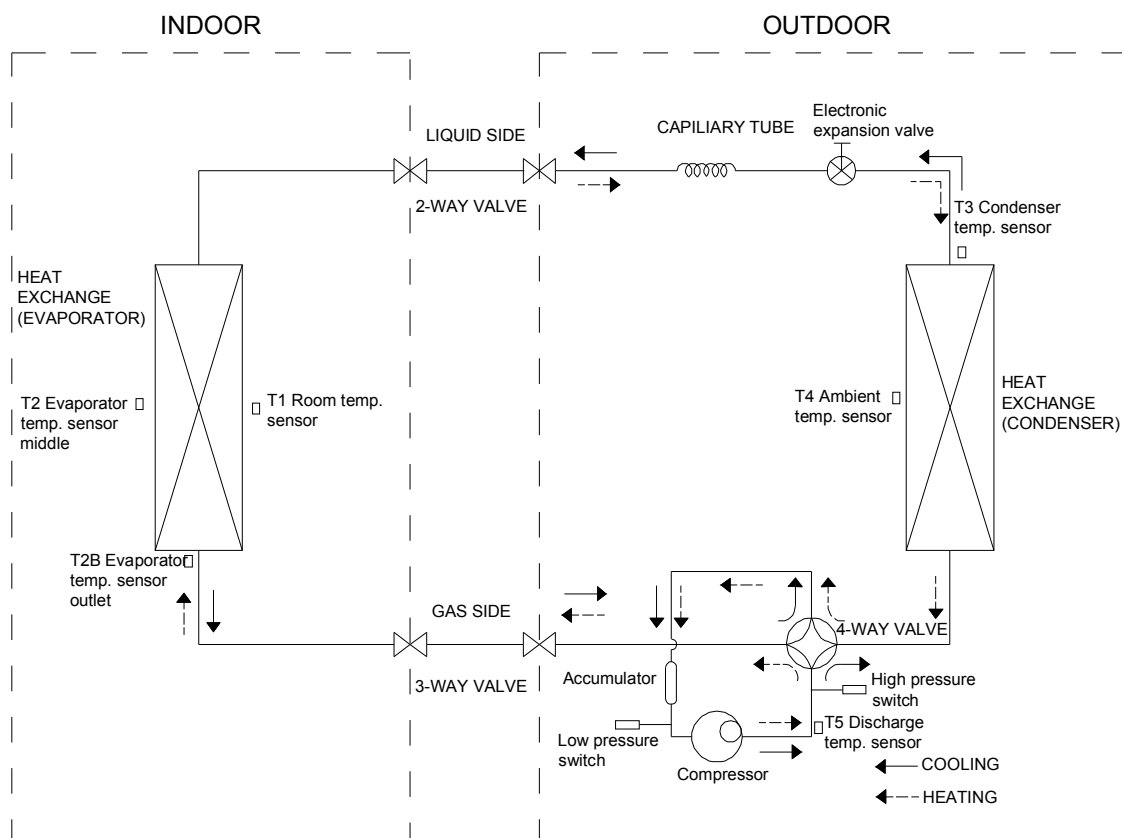 INDOOR
OUTDOOR
LIQUID SIDE
CAPILIARY TUBE
Electronic
expansion valve
2-WAY VALVE
T3 Condenser
temp. sensor
HEAT
EXCHANGE
(EVAPORATOR)
T2 Evaporator
temp. sensor
middle
T1 Room temp.
sensor
T4 Ambient
temp. sensor
HEAT
EXCHANGE
(CONDENSER)
T2B Evaporator
temp. sensor
outlet
GAS SIDE
3-WAY VALVE
4-WAY VALVE
Accumulator
High pressure
switch
Low pressure
switch
Compressor
T5 Discharge
temp. sensor
COOLING
HEATING